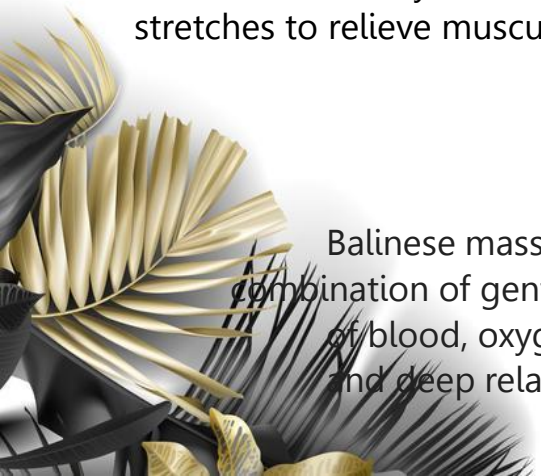 stretches to relieve muscu
Balinese mass
combination of gent
of blood, oxyg
and deep rela